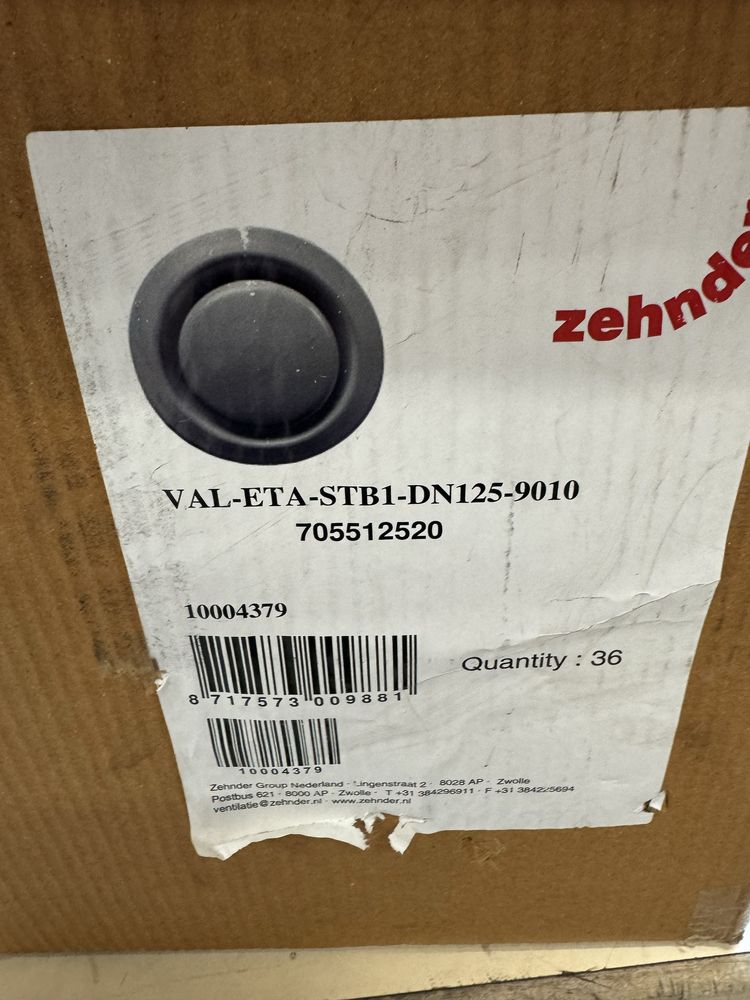 zehnder
VAL-ETA-STB1-DN125-9010
705512520
10004379
Quantity : 36
8 717573 009881
10004379
Zehnder Group Nederland · Lingenstraat 2 · 8028 AP · Zwolle
Postbus 621 · 8000 AP · Zwolle · T +31 384296911 · F +31 384225694
ventilatie@zehnder.nl · www.zehnder.nl